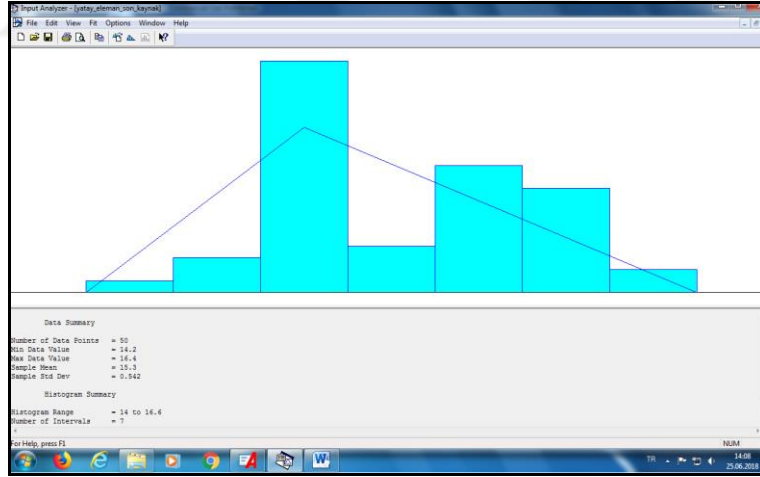 Input Analyzer - [yatay_eleman_son_kaynak]
File Edit View Fit Options Window Help
Data Summary
Number of Data Points = 50
Min Data Value = 14.2
Max Data Value = 16.4
Sample Mean = 15.3
Sample Std Dev = 0.542
Histogram Summary
Histogram Range = 14 to 16.6
Number of Intervals = 7
For Help, press F1
NUM
TR
14:08
25.06.2018